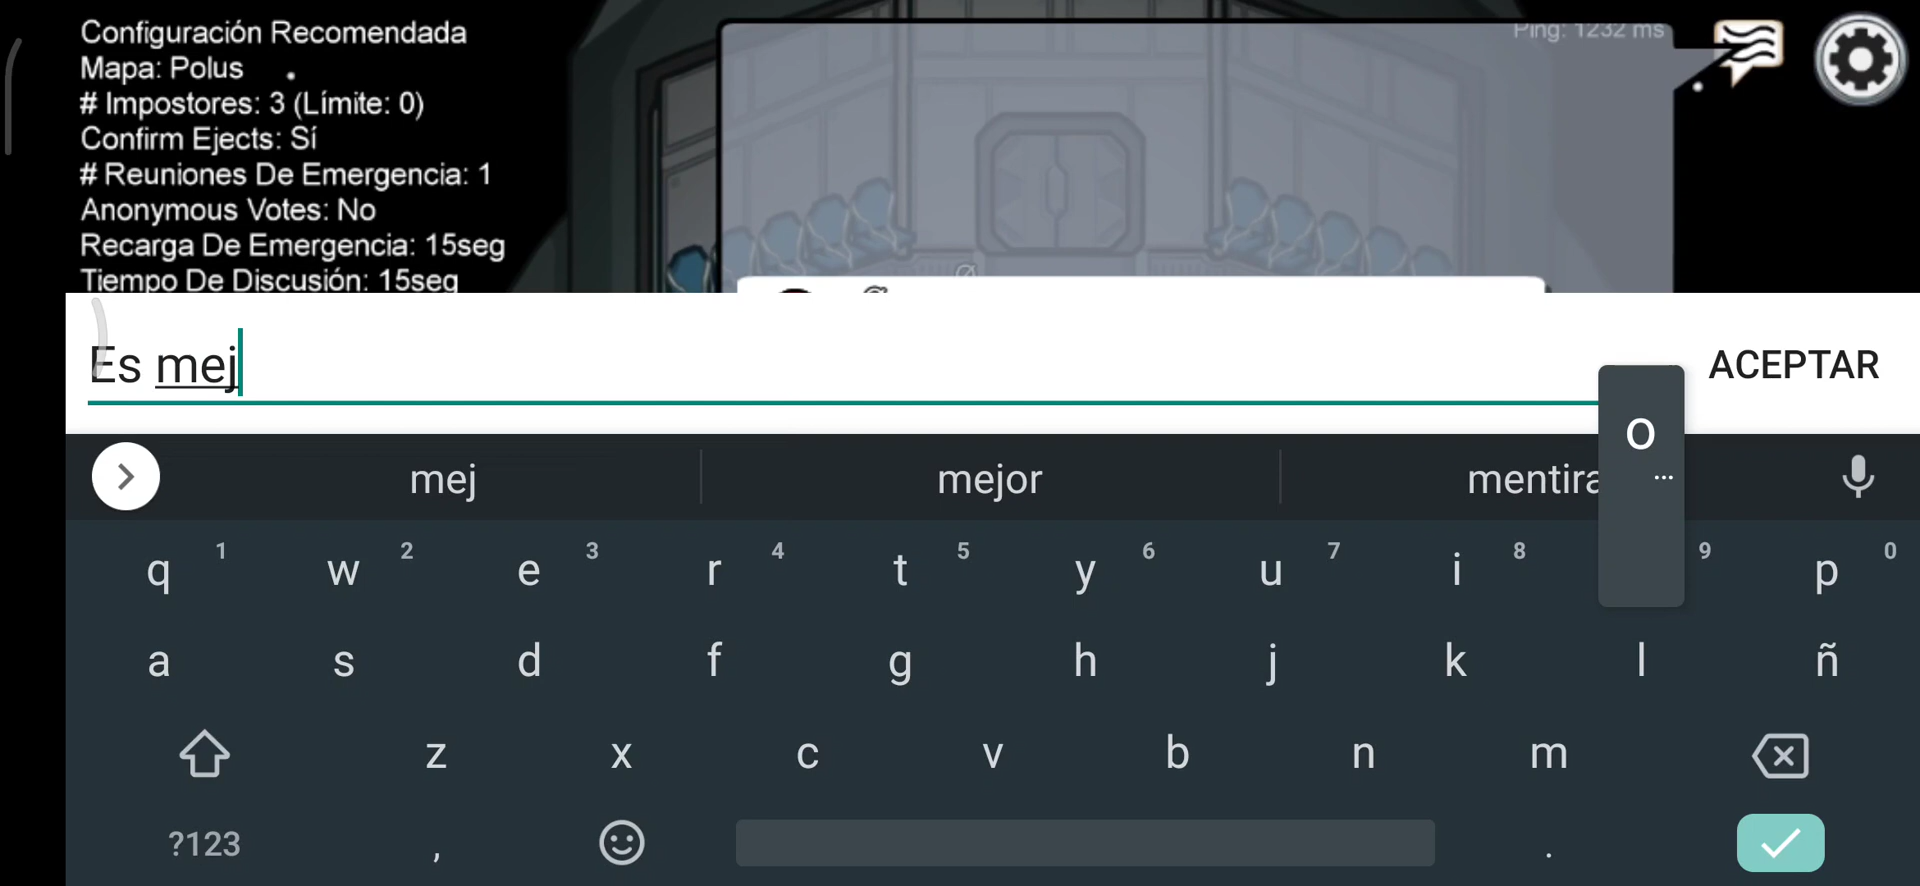 Configuración Recomendada
Mapa: Polus
# Impostores: 3 (Límite: 0)
Confirm Ejects: Sí
# Reuniones De Emergencia: 1
Anonymous Votes: No
Recarga De Emergencia: 15seg
Tiempo De Discusión: 15seg
Ping: 1232 ms
Es mej
ACEPTAR
mej mejor mentira
o
...
q 1 w 2 e 3 r 4 t 5 y 6 u 7 i 8 9 p 0
a s d f g h j k l ñ
z x c v b n m
?123 , .